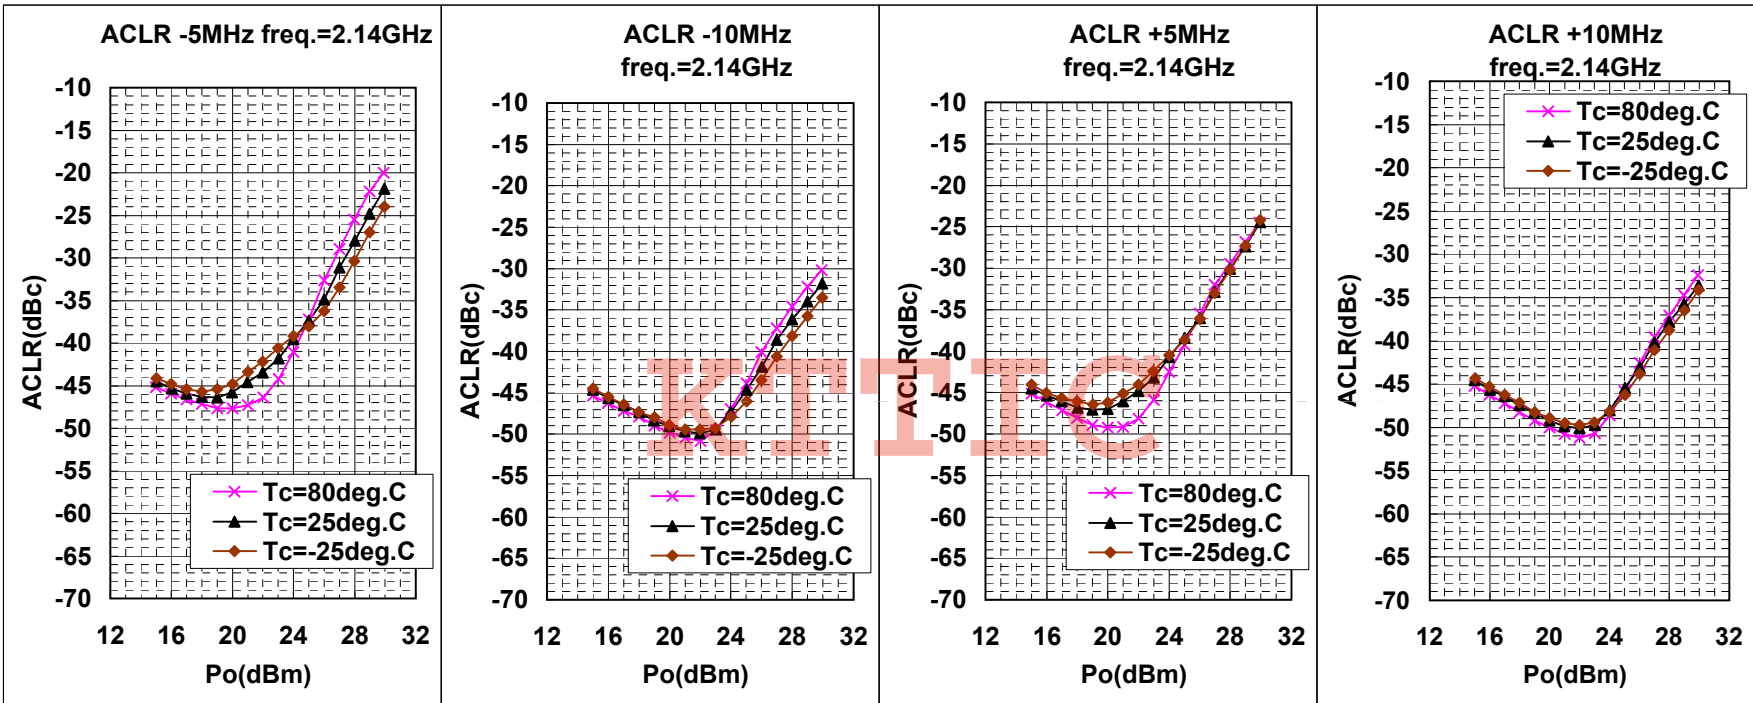 ACLR -5MHz freq.=2.14GHz
-10
-15
-20
-25
-30
-35
-40
-45
-50
-55
-60
-65
-70
ACLR(dBc)
Tc=80deg.C
Tc=25deg.C
Tc=-25deg.C
12 16 20 24 28 32
Po(dBm)
ACLR -10MHz
freq.=2.14GHz
-10
-15
-20
-25
-30
-35
-40
-45
-50
-55
-60
-65
-70
ACLR(dBc)
Tc=80deg.C
Tc=25deg.C
Tc=-25deg.C
12 16 20 24 28 32
Po(dBm)
ACLR +5MHz
freq.=2.14GHz
-10
-15
-20
-25
-30
-35
-40
-45
-50
-55
-60
-65
-70
ACLR(dBc)
Tc=80deg.C
Tc=25deg.C
Tc=-25deg.C
12 16 20 24 28 32
Po(dBm)
ACLR +10MHz
freq.=2.14GHz
-10
-15
-20
-25
-30
-35
-40
-45
-50
-55
-60
-65
-70
ACLR(dBc)
Tc=80deg.C
Tc=25deg.C
Tc=-25deg.C
12 16 20 24 28 32
Po(dBm)
KTTIC